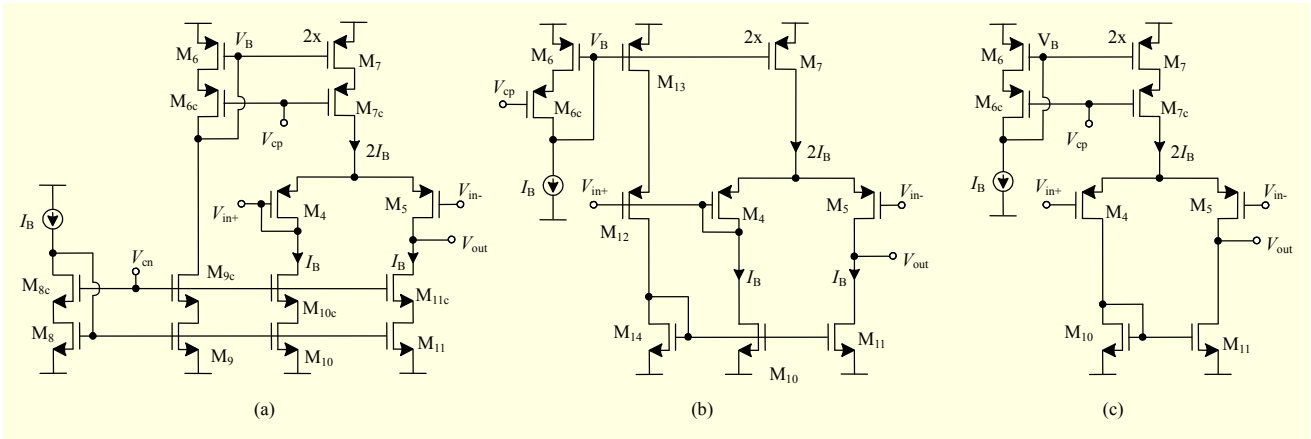 M6
VB
2x
M7
M6c
M7c
Vcp
2IB
Vin+
M4
M5
Vin-
IB
Vout
IB
IB
Vcn
M9c
M8c
M10c
M11c
M8
M9
M10
M11
(a)
M6
VB
2x
M7
M13
Vcp
M6c
2IB
IB
Vin+
M4
M5
Vin-
M12
Vout
IB
IB
M14
M11
M10
(b)
M6
VB
2x
M7
M6c
M7c
Vcp
2IB
IB
Vin+
M4
M5
Vin-
Vout
M10
M11
(c)